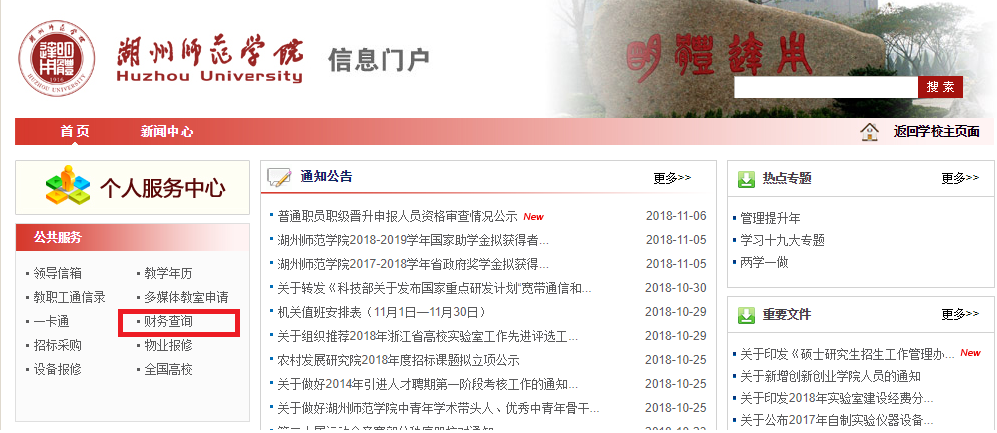 湖州师范学院
Huzhou University
信息门户
明體達用
搜 索
首 页
新闻中心
返回学校主页面
个人服务中心
公共服务
领导信箱
教学年历
教职工通信录
多媒体教室申请
一卡通
财务查询
招标采购
物业报修
设备报修
全国高校
通知公告
更多>>
普通职员职级晋升申报人员资格审查情况公示 New 2018-11-06
湖州师范学院2018-2019学年国家助学金拟获得者... 2018-11-05
湖州师范学院2017-2018学年省政府奖学金拟获得... 2018-11-05
关于转发《科技部关于发布国家重点研发计划“宽带通信和... 2018-10-30
机关值班安排表（11月1日—11月30日） 2018-10-29
关于组织推荐2018年浙江省高校实验室工作先进评选工... 2018-10-29
农村发展研究院2018年度招标课题拟立项公示 2018-10-25
关于做好2014年引进人才聘期第一阶段考核工作的通知... 2018-10-25
关于做好湖州师范学院中青年学术带头人、优秀中青年骨干... 2018-10-25
热点专题
更多>>
管理提升年
学习十九大专题
两学一做
重要文件
更多>>
关于印发《硕士研究生招生工作管理办... New
关于新增创新创业学院人员的通知
关于印发2018年实验室建设经费分...
关于公布2017年自制实验仪器设备...